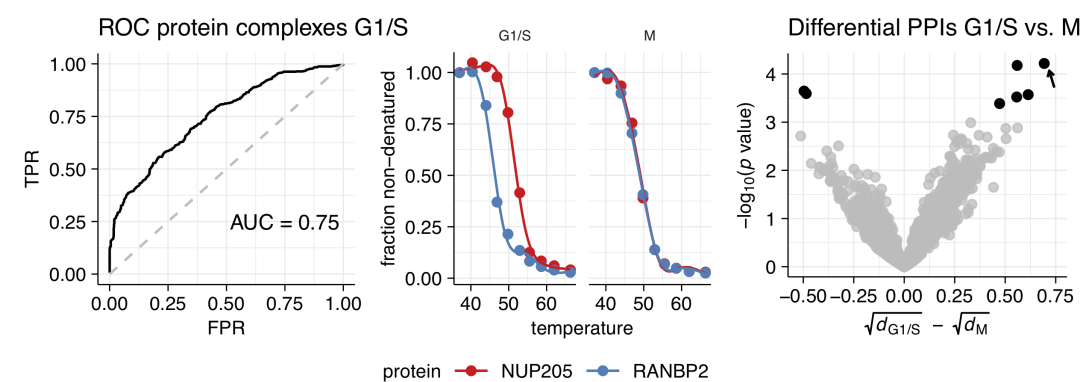 ROC protein complexes G1/S
1.00
0.75
0.50
0.25
0.00
TPR
AUC = 0.75
0.00 0.25 0.50 0.75 1.00
FPR
G1/S M
1.00
0.75
0.50
0.25
0.00
fraction non−denatured
40 50 60 40 50 60
temperature
protein NUP205 RANBP2
Differential PPIs G1/S vs. M
4
3
2
1
0
−log10(p value)
−0.50 −0.25 0.00 0.25 0.50 0.75
√dG1/S − √dM